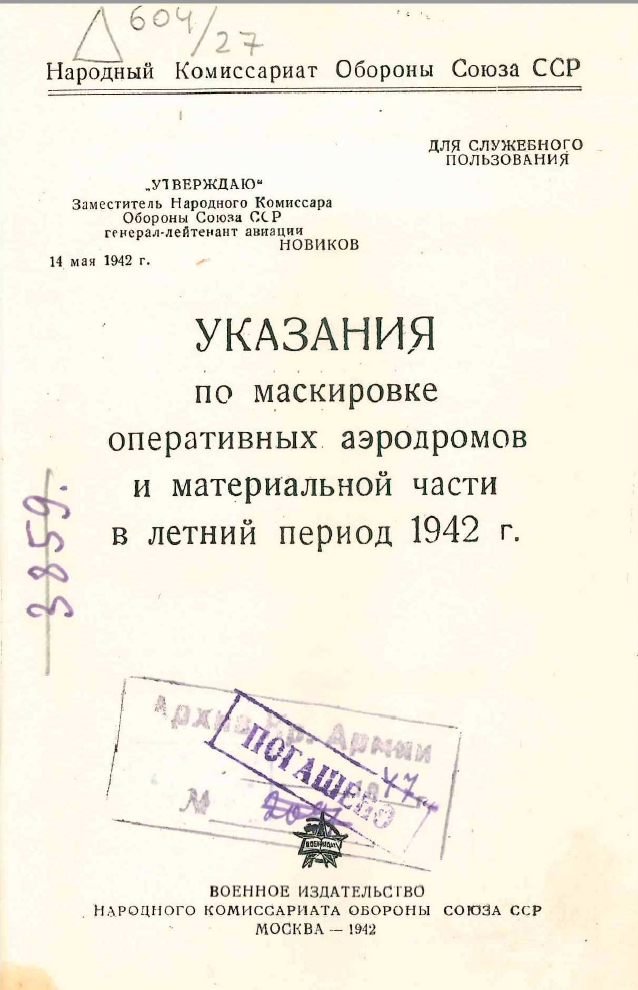 604/27
Народный Комиссариат Обороны Союза ССР
ДЛЯ СЛУЖЕБНОГО
ПОЛЬЗОВАНИЯ
„УТВЕРЖДАЮ“
Заместитель Народного Комиссара
Обороны Союза ССР
генерал-лейтенант авиации
НОВИКОВ
14 мая 1942 г.
УКАЗАНИЯ
по маскировке
оперативных аэродромов
и материальной части
в летний период 1942 г.
3859.
Архив Кр. Армии
ПОГАШЕНО
47
№
ВОЕНИЗДАТ
ВОЕННОЕ ИЗДАТЕЛЬСТВО
НАРОДНОГО КОМИССАРИАТА ОБОРОНЫ СОЮЗА ССР
МОСКВА — 1942